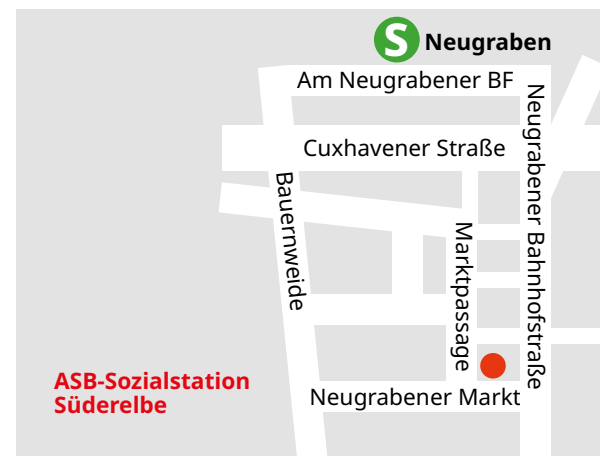 S Neugraben
Am Neugrabener BF
Cuxhavener Straße
Neugrabener Bahnhofstraße
Bauernweide
Marktpassage
ASB-Sozialstation
Süderelbe
Neugrabener Markt